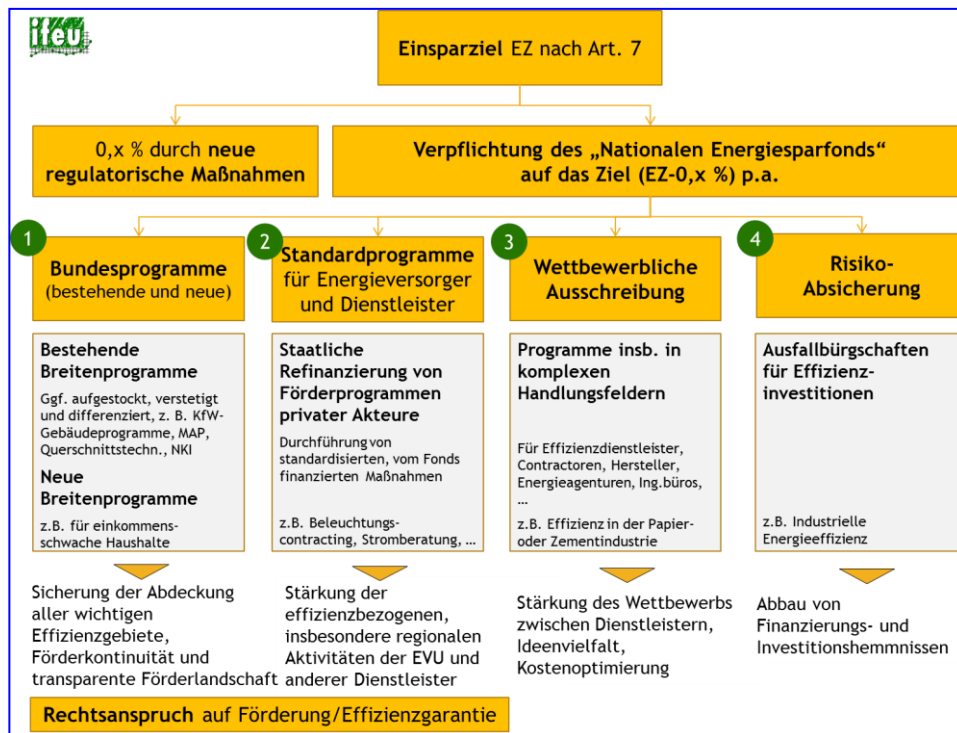 ifeu
Einsparziel EZ nach Art. 7
0,x % durch neue
regulatorische Maßnahmen
Verpflichtung des „Nationalen Energiesparfonds“
auf das Ziel (EZ-0,x %) p.a.
1
Bundesprogramme
(bestehende und neue)
2
Standardprogramme
für Energieversorger
und Dienstleister
3
Wettbewerbliche
Ausschreibung
4
Risiko-
Absicherung
Bestehende
Breitenprogramme
Ggf. aufgestockt, verstetigt
und differenziert, z. B. KfW-
Gebäudeprogramme, MAP,
Querschnittstechn., NKI
Neue
Breitenprogramme
z.B. für einkommens-
schwache Haushalte
Staatliche
Refinanzierung von
Förderprogrammen
privater Akteure
Durchführung von
standardisierten, vom Fonds
finanzierten Maßnahmen
z.B. Beleuchtungs-
contracting, Stromberatung, …
Programme insb. in
komplexen
Handlungsfeldern
Für Effizienzdienstleister,
Contractoren, Hersteller,
Energieagenturen, Ing.büros,
…
z.B. Effizienz in der Papier-
oder Zementindustrie
Ausfallbürgschaften
für Effizienz-
investitionen
z.B. Industrielle
Energieeffizienz
Sicherung der Abdeckung
aller wichtigen
Effizienzgebiete,
Förderkontinuität und
transparente Förderlandschaft
Stärkung der
effizienzbezogenen,
insbesondere regionalen
Aktivitäten der EVU und
anderer Dienstleister
Stärkung des Wettbewerbs
zwischen Dienstleistern,
Ideenvielfalt,
Kostenoptimierung
Abbau von
Finanzierungs- und
Investitionshemmnissen
Rechtsanspruch auf Förderung/Effizienzgarantie